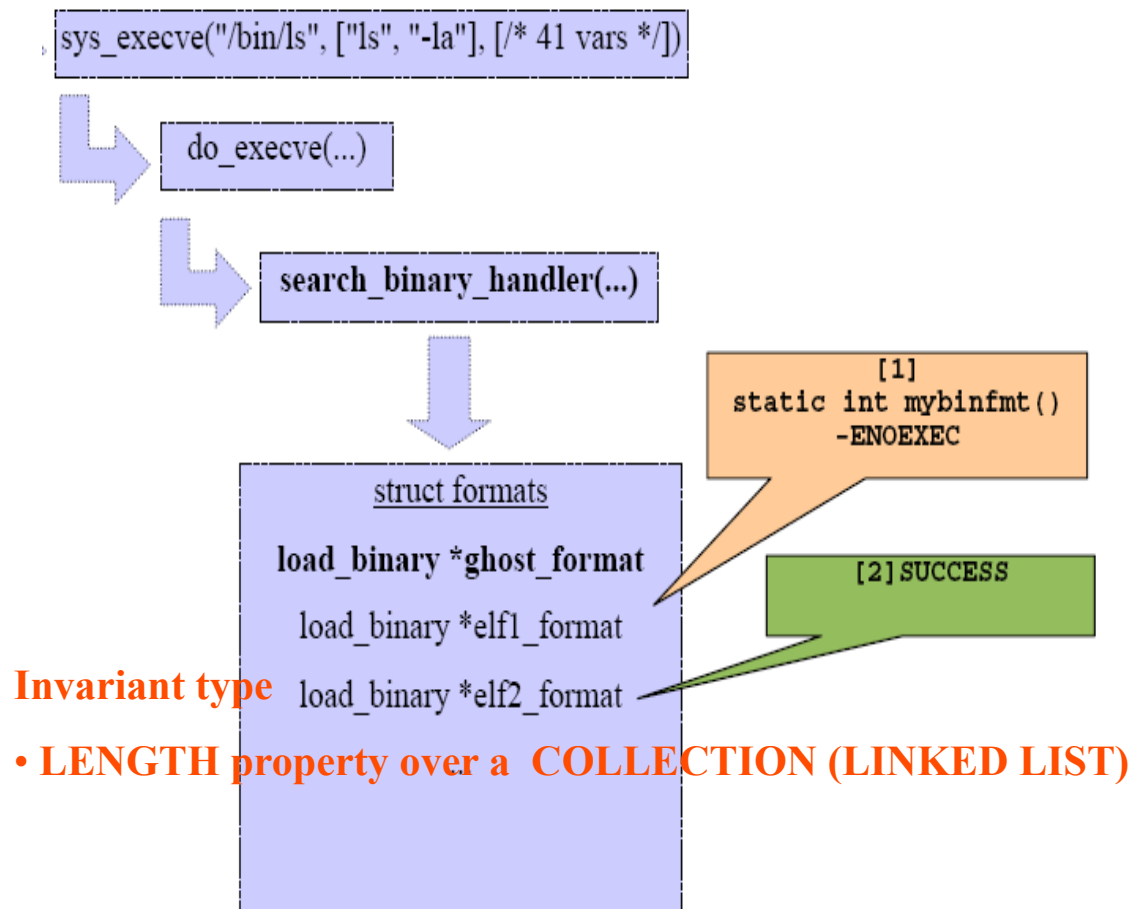 sys_execve("/bin/ls", ["ls", "-la"], [/* 41 vars */])
do_execve(...)
search_binary_handler(...)
[1]
static int mybinfmt()
-ENOEXEC
struct formats
load_binary *ghost_format
[2]SUCCESS
load_binary *elf1_format
load_binary *elf2_format
...
Invariant type
• LENGTH property over a COLLECTION (LINKED LIST)